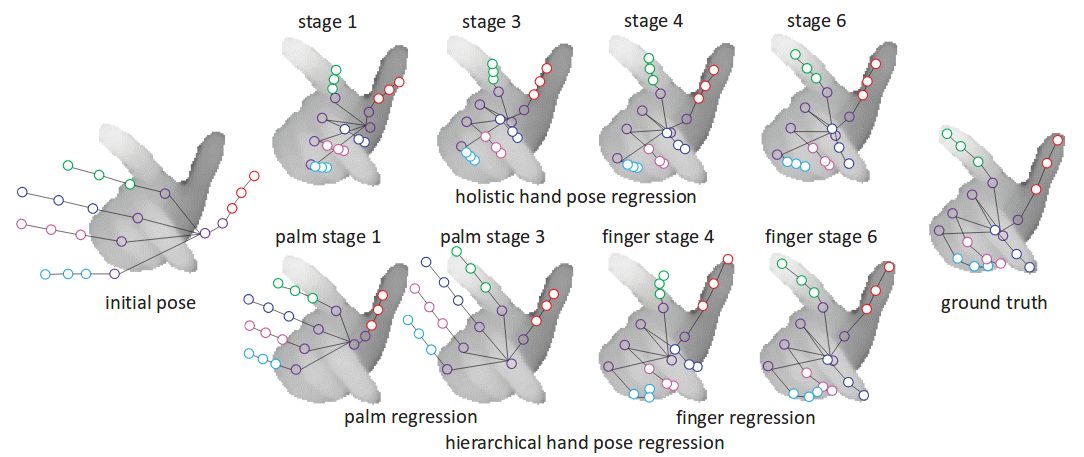 stage 1
stage 3
stage 4
stage 6
holistic hand pose regression
palm stage 1
palm stage 3
finger stage 4
finger stage 6
initial pose
ground truth
palm regression
finger regression
hierarchical hand pose regression